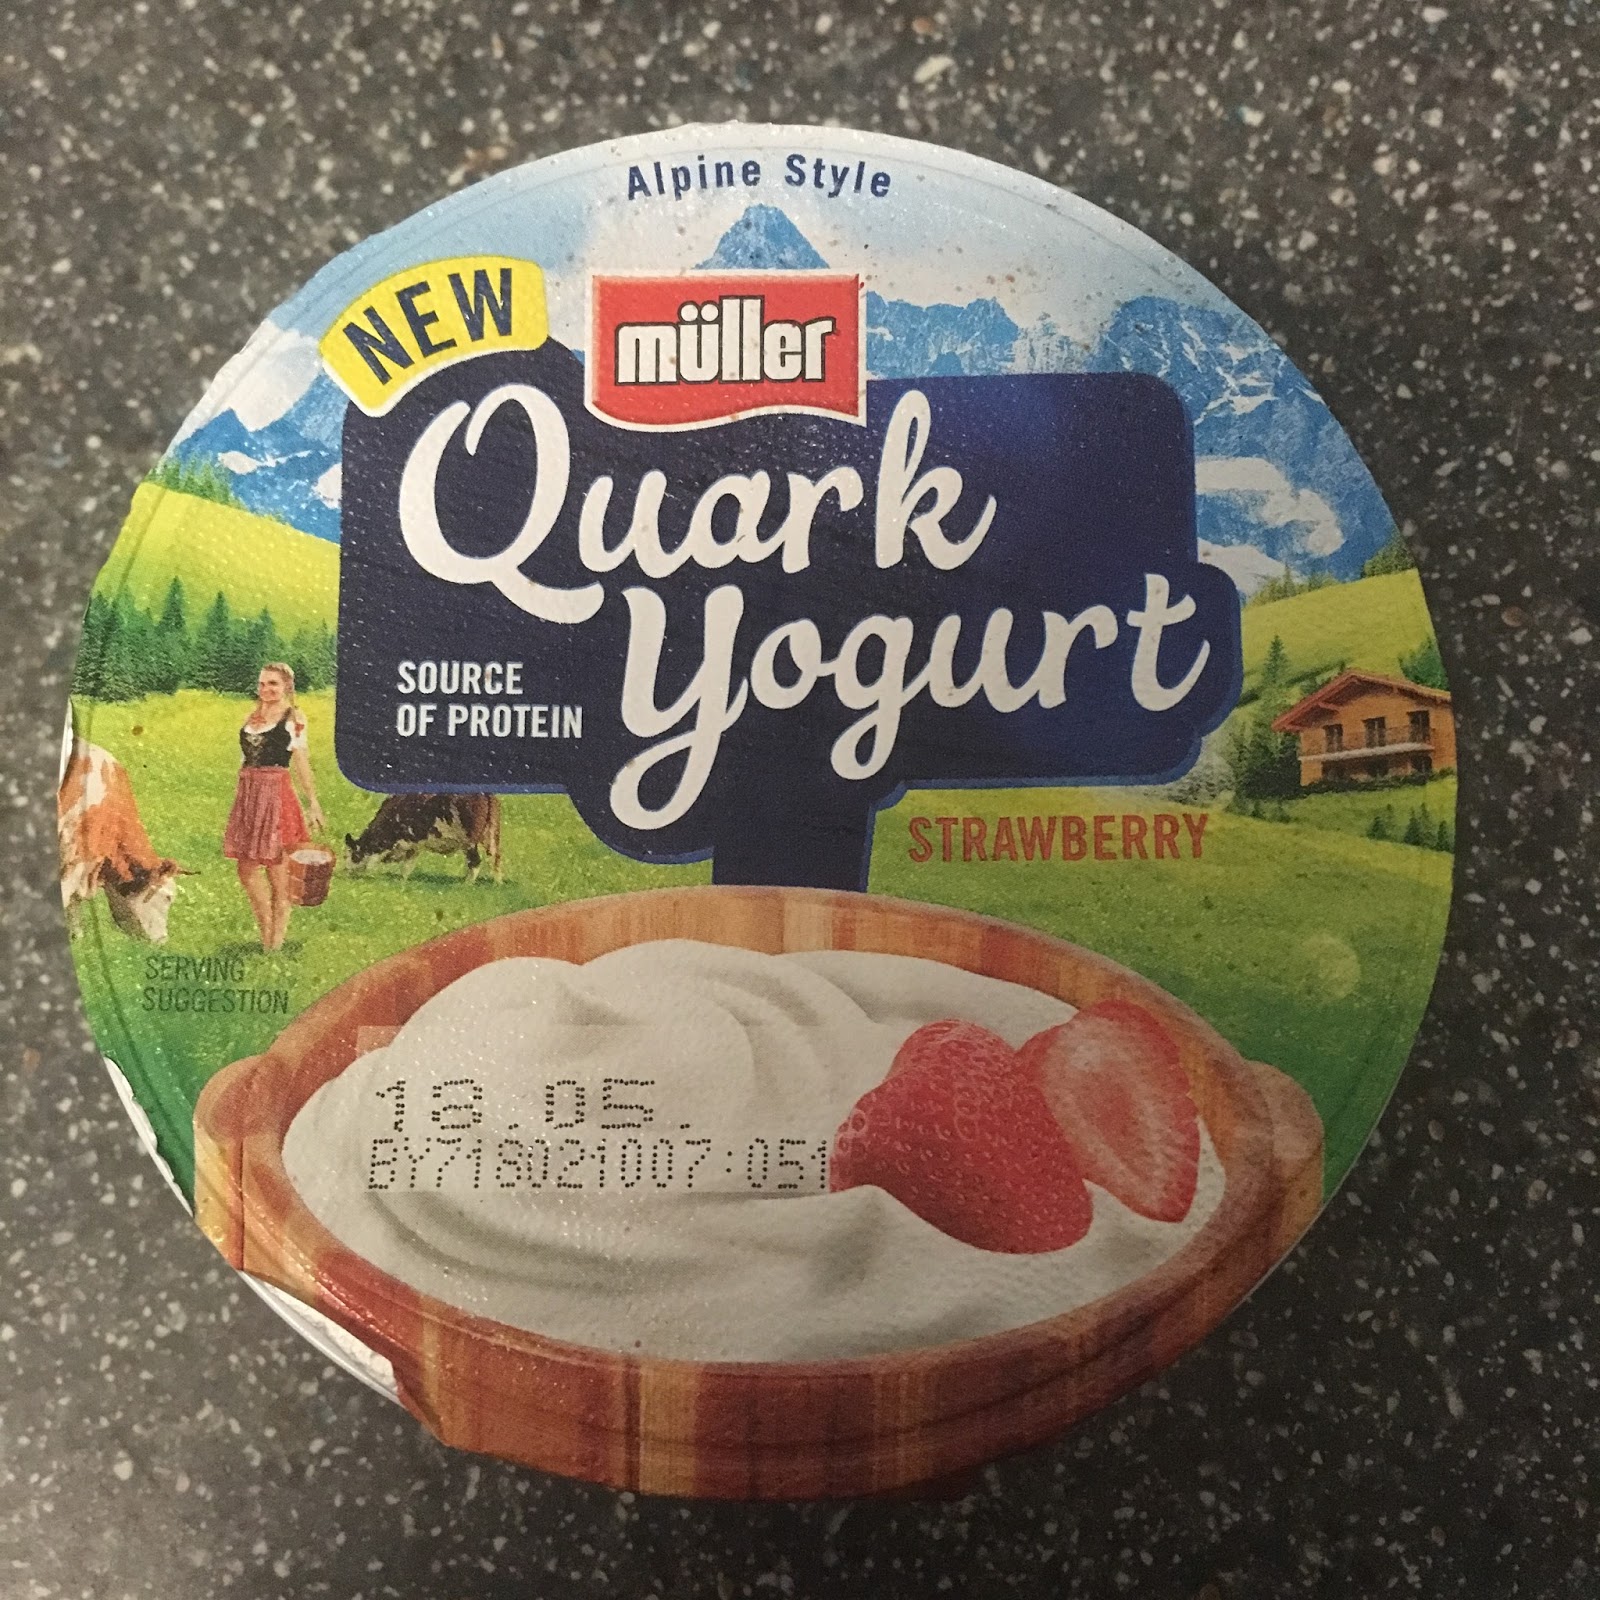 Alpine Style
NEW
müller
Quark
Yogurt
SOURCE
OF PROTEIN
STRAWBERRY
SERVING
SUGGESTION
18.05.
BY718021007:051